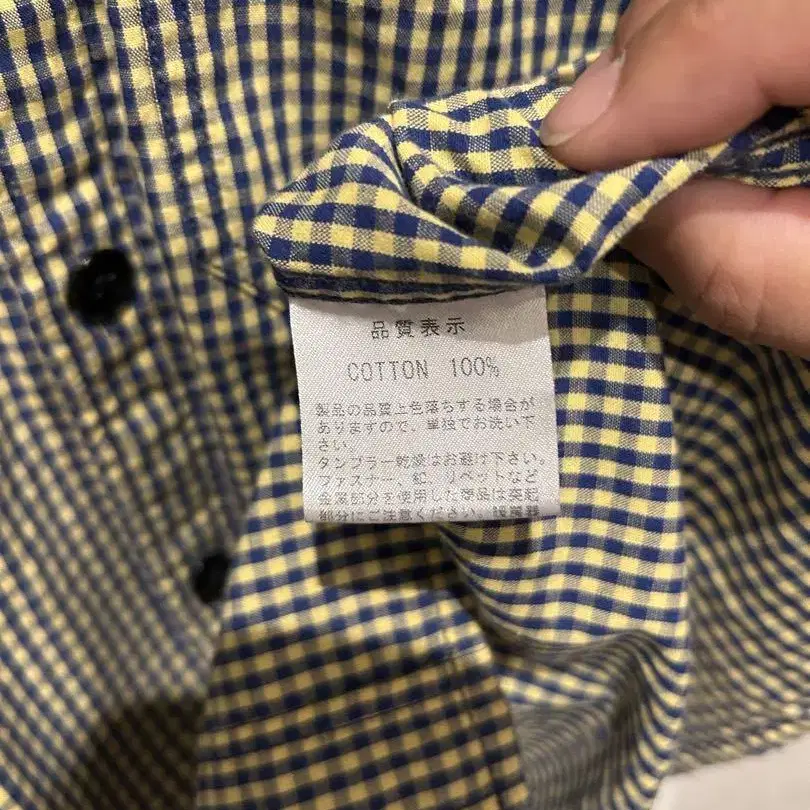 品質表示
COTTON 100%
製品の品質上色落ちする場合が
ありますので、単独でお洗い下
さい。
タンブラー乾燥はお避け下さい。
ファスナー、釦、リベットなど
金属部分を使用した商品は突起
部分にご注意ください。